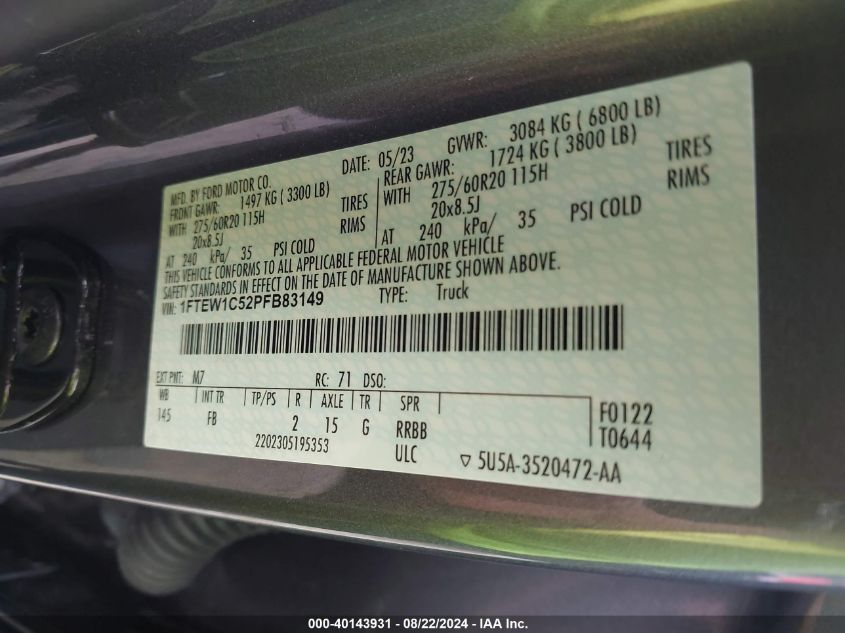 MFD. BY FORD MOTOR CO.
DATE: 05/23 GVWR: 3084 KG ( 6800 LB)
FRONT GAWR: 1497 KG ( 3300 LB)
REAR GAWR: 1724 KG ( 3800 LB)
WITH 275/60R20 115H TIRES
WITH 275/60R20 115H TIRES
20x8.5J RIMS
20x8.5J RIMS
AT 240 kPa/ 35 PSI COLD
AT 240 kPa/ 35 PSI COLD
THIS VEHICLE CONFORMS TO ALL APPLICABLE FEDERAL MOTOR VEHICLE
SAFETY STANDARDS IN EFFECT ON THE DATE OF MANUFACTURE SHOWN ABOVE.
VIN: 1FTEW1C52PFB83149 TYPE: Truck
EXT PNT: M7 RC: 71 DSO:
WB INT TR TP/PS R AXLE TR SPR
145 FB 2 15 G RRBB
F0122
T0644
2202305195353 ULC
▽ 5U5A-3520472-AA
000-40143931 - 08/22/2024 - IAA Inc.